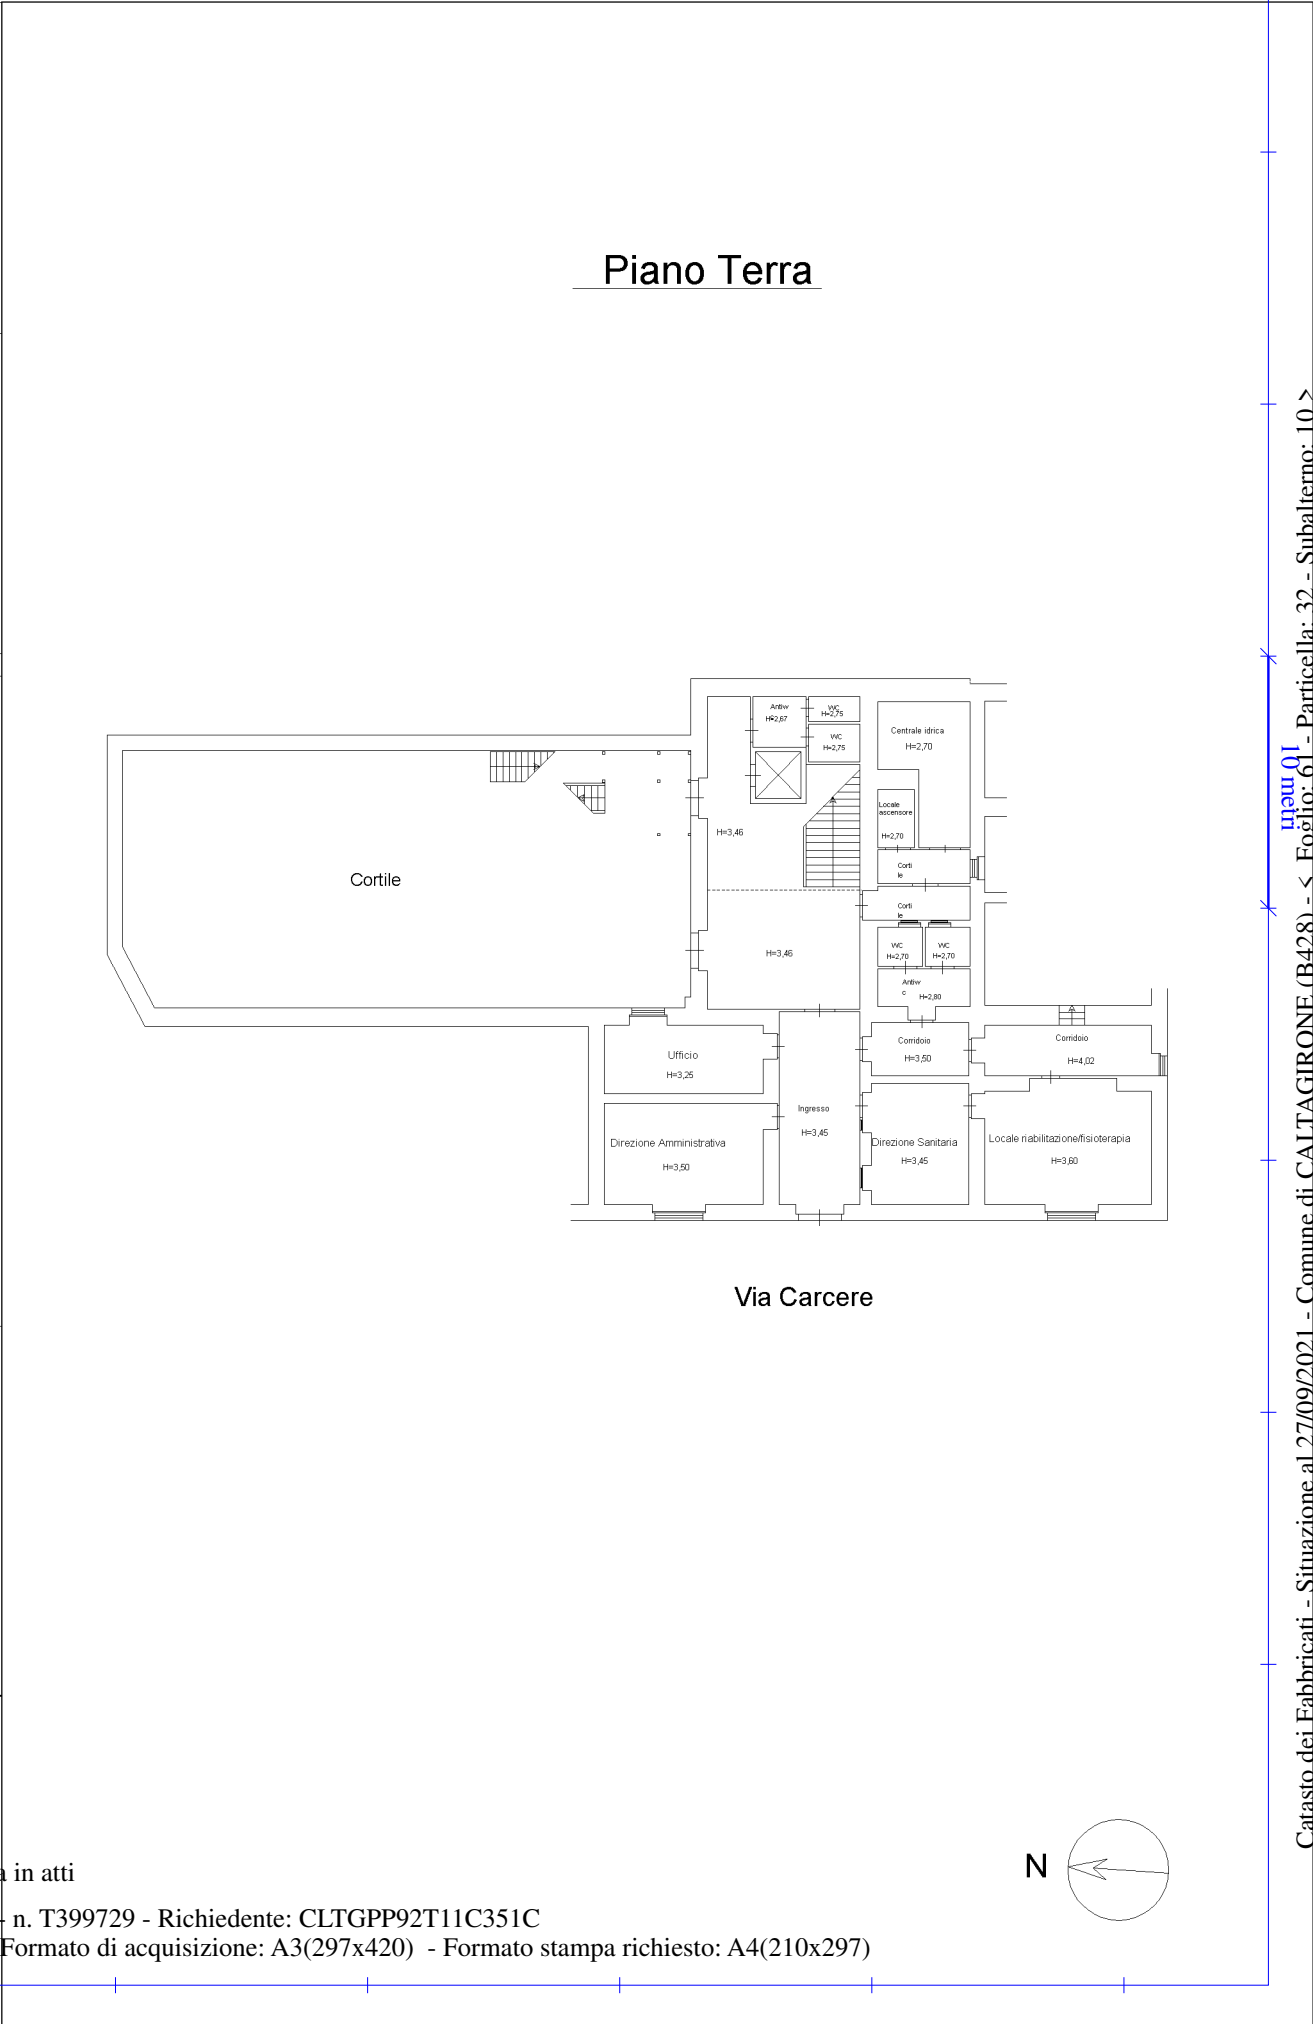 Piano Terra
Antiw
c
H=2,67
WC
H=2,75
WC
H=2,75
Centrale idrica
H=2,70
Locale
ascensore
H=2,70
H=3,46
Corti
le
Cortile
Corti
le
H=3,46
WC
H=2,70
WC
H=2,70
Antiw
c
H=2,80
Ufficio
H=3,25
Corridoio
H=3,50
Corridoio
H=4,02
Ingresso
H=3,45
Direzione Amministrativa
H=3,50
Direzione Sanitaria
H=3,45
Locale riabilitazione/fisioterapia
H=3,60
Via Carcere
N
10 metri
Catasto dei Fabbricati - Situazione al 27/09/2021 - Comune di CALTAGIRONE (B428) - < Foglio: 61 - Particella: 32 - Subalterno: 10 >
a in atti
- n. T399729 - Richiedente: CLTGPP92T11C351C
Formato di acquisizione: A3(297x420) - Formato stampa richiesto: A4(210x297)